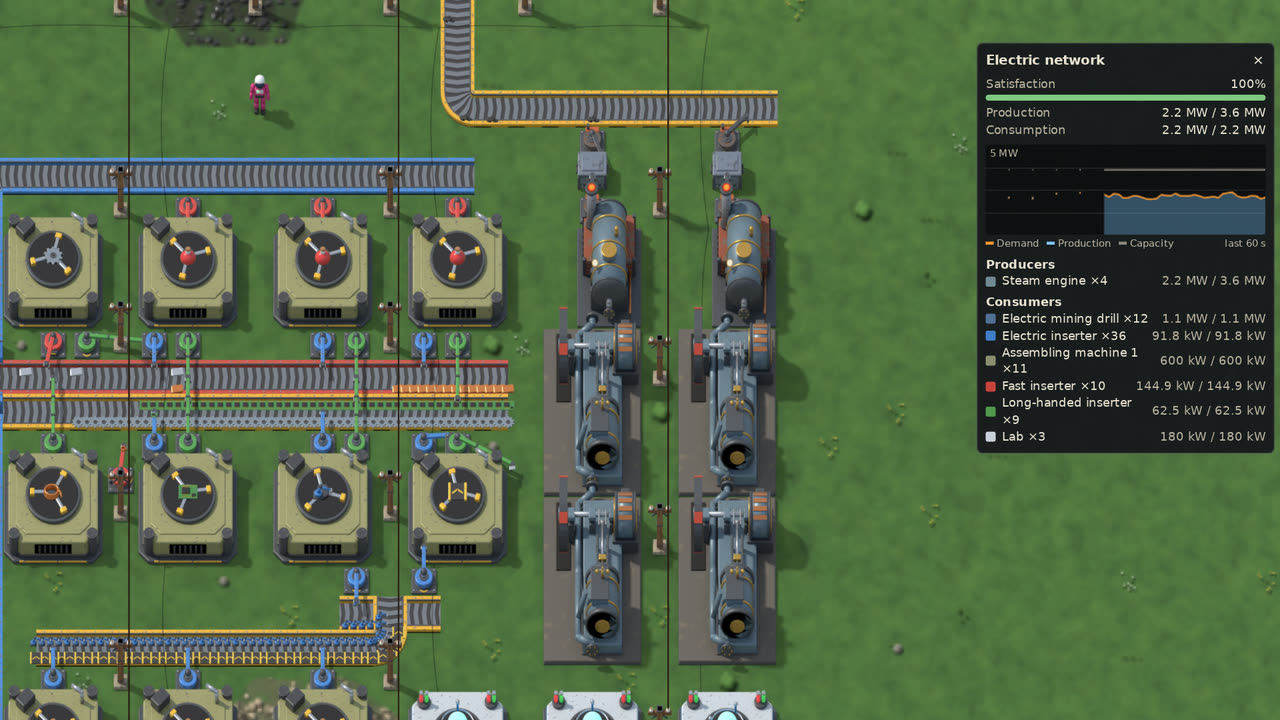 Electric network ×
Satisfaction 100%
Production 2.2 MW / 3.6 MW
Consumption 2.2 MW / 2.2 MW
5 MW
Demand Production Capacity last 60 s
Producers
Steam engine ×4 2.2 MW / 3.6 MW
Consumers
Electric mining drill ×12 1.1 MW / 1.1 MW
Electric inserter ×36 91.8 kW / 91.8 kW
Assembling machine 1
×11 600 kW / 600 kW
Fast inserter ×10 144.9 kW / 144.9 kW
Long-handed inserter
×9 62.5 kW / 62.5 kW
Lab ×3 180 kW / 180 kW